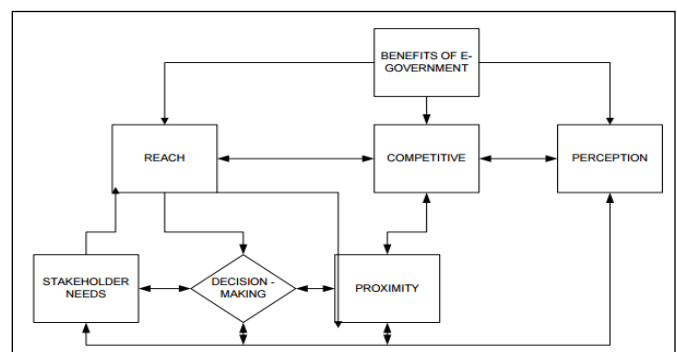 BENEFITS OF E-
GOVERNMENT
REACH
COMPETITIVE
PERCEPTION
STAKEHOLDER
NEEDS
DECISION -
MAKING
PROXIMITY